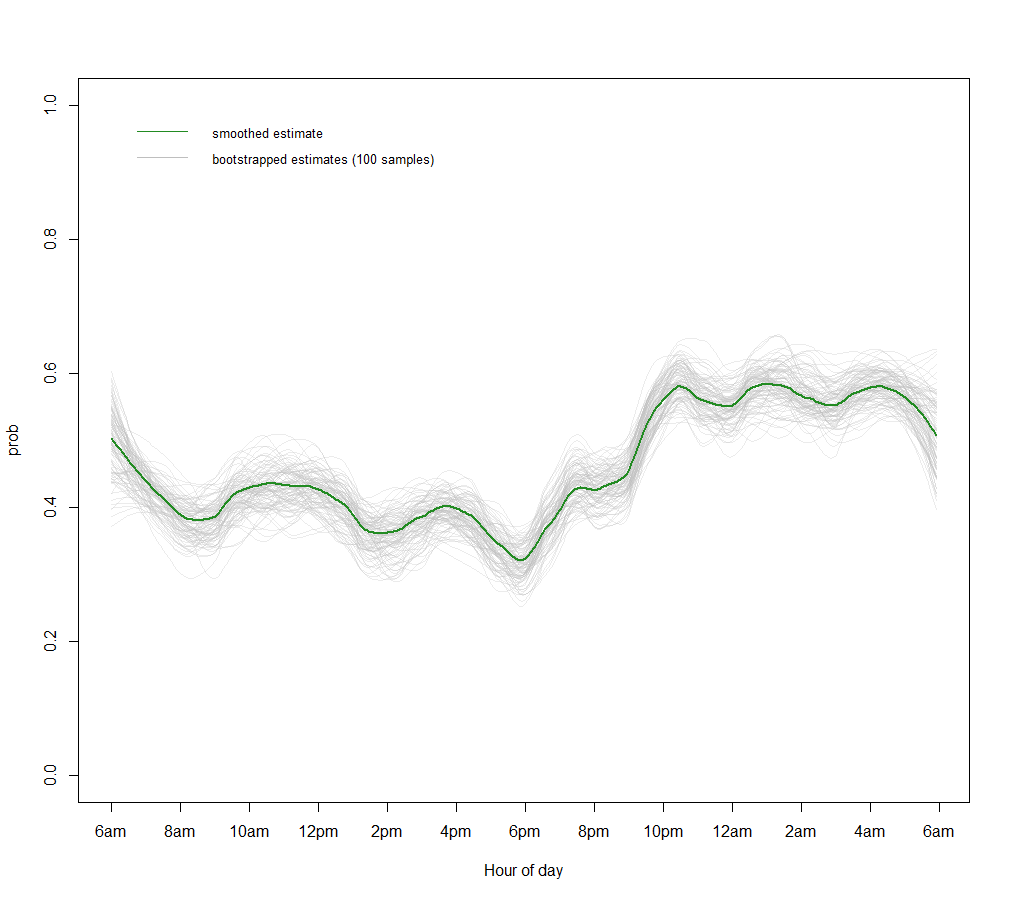 1.0
smoothed estimate
bootstrapped estimates (100 samples)
0.8
0.6
prob
0.4
0.2
0.0
6am 8am 10am 12pm 2pm 4pm 6pm 8pm 10pm 12am 2am 4am 6am
Hour of day